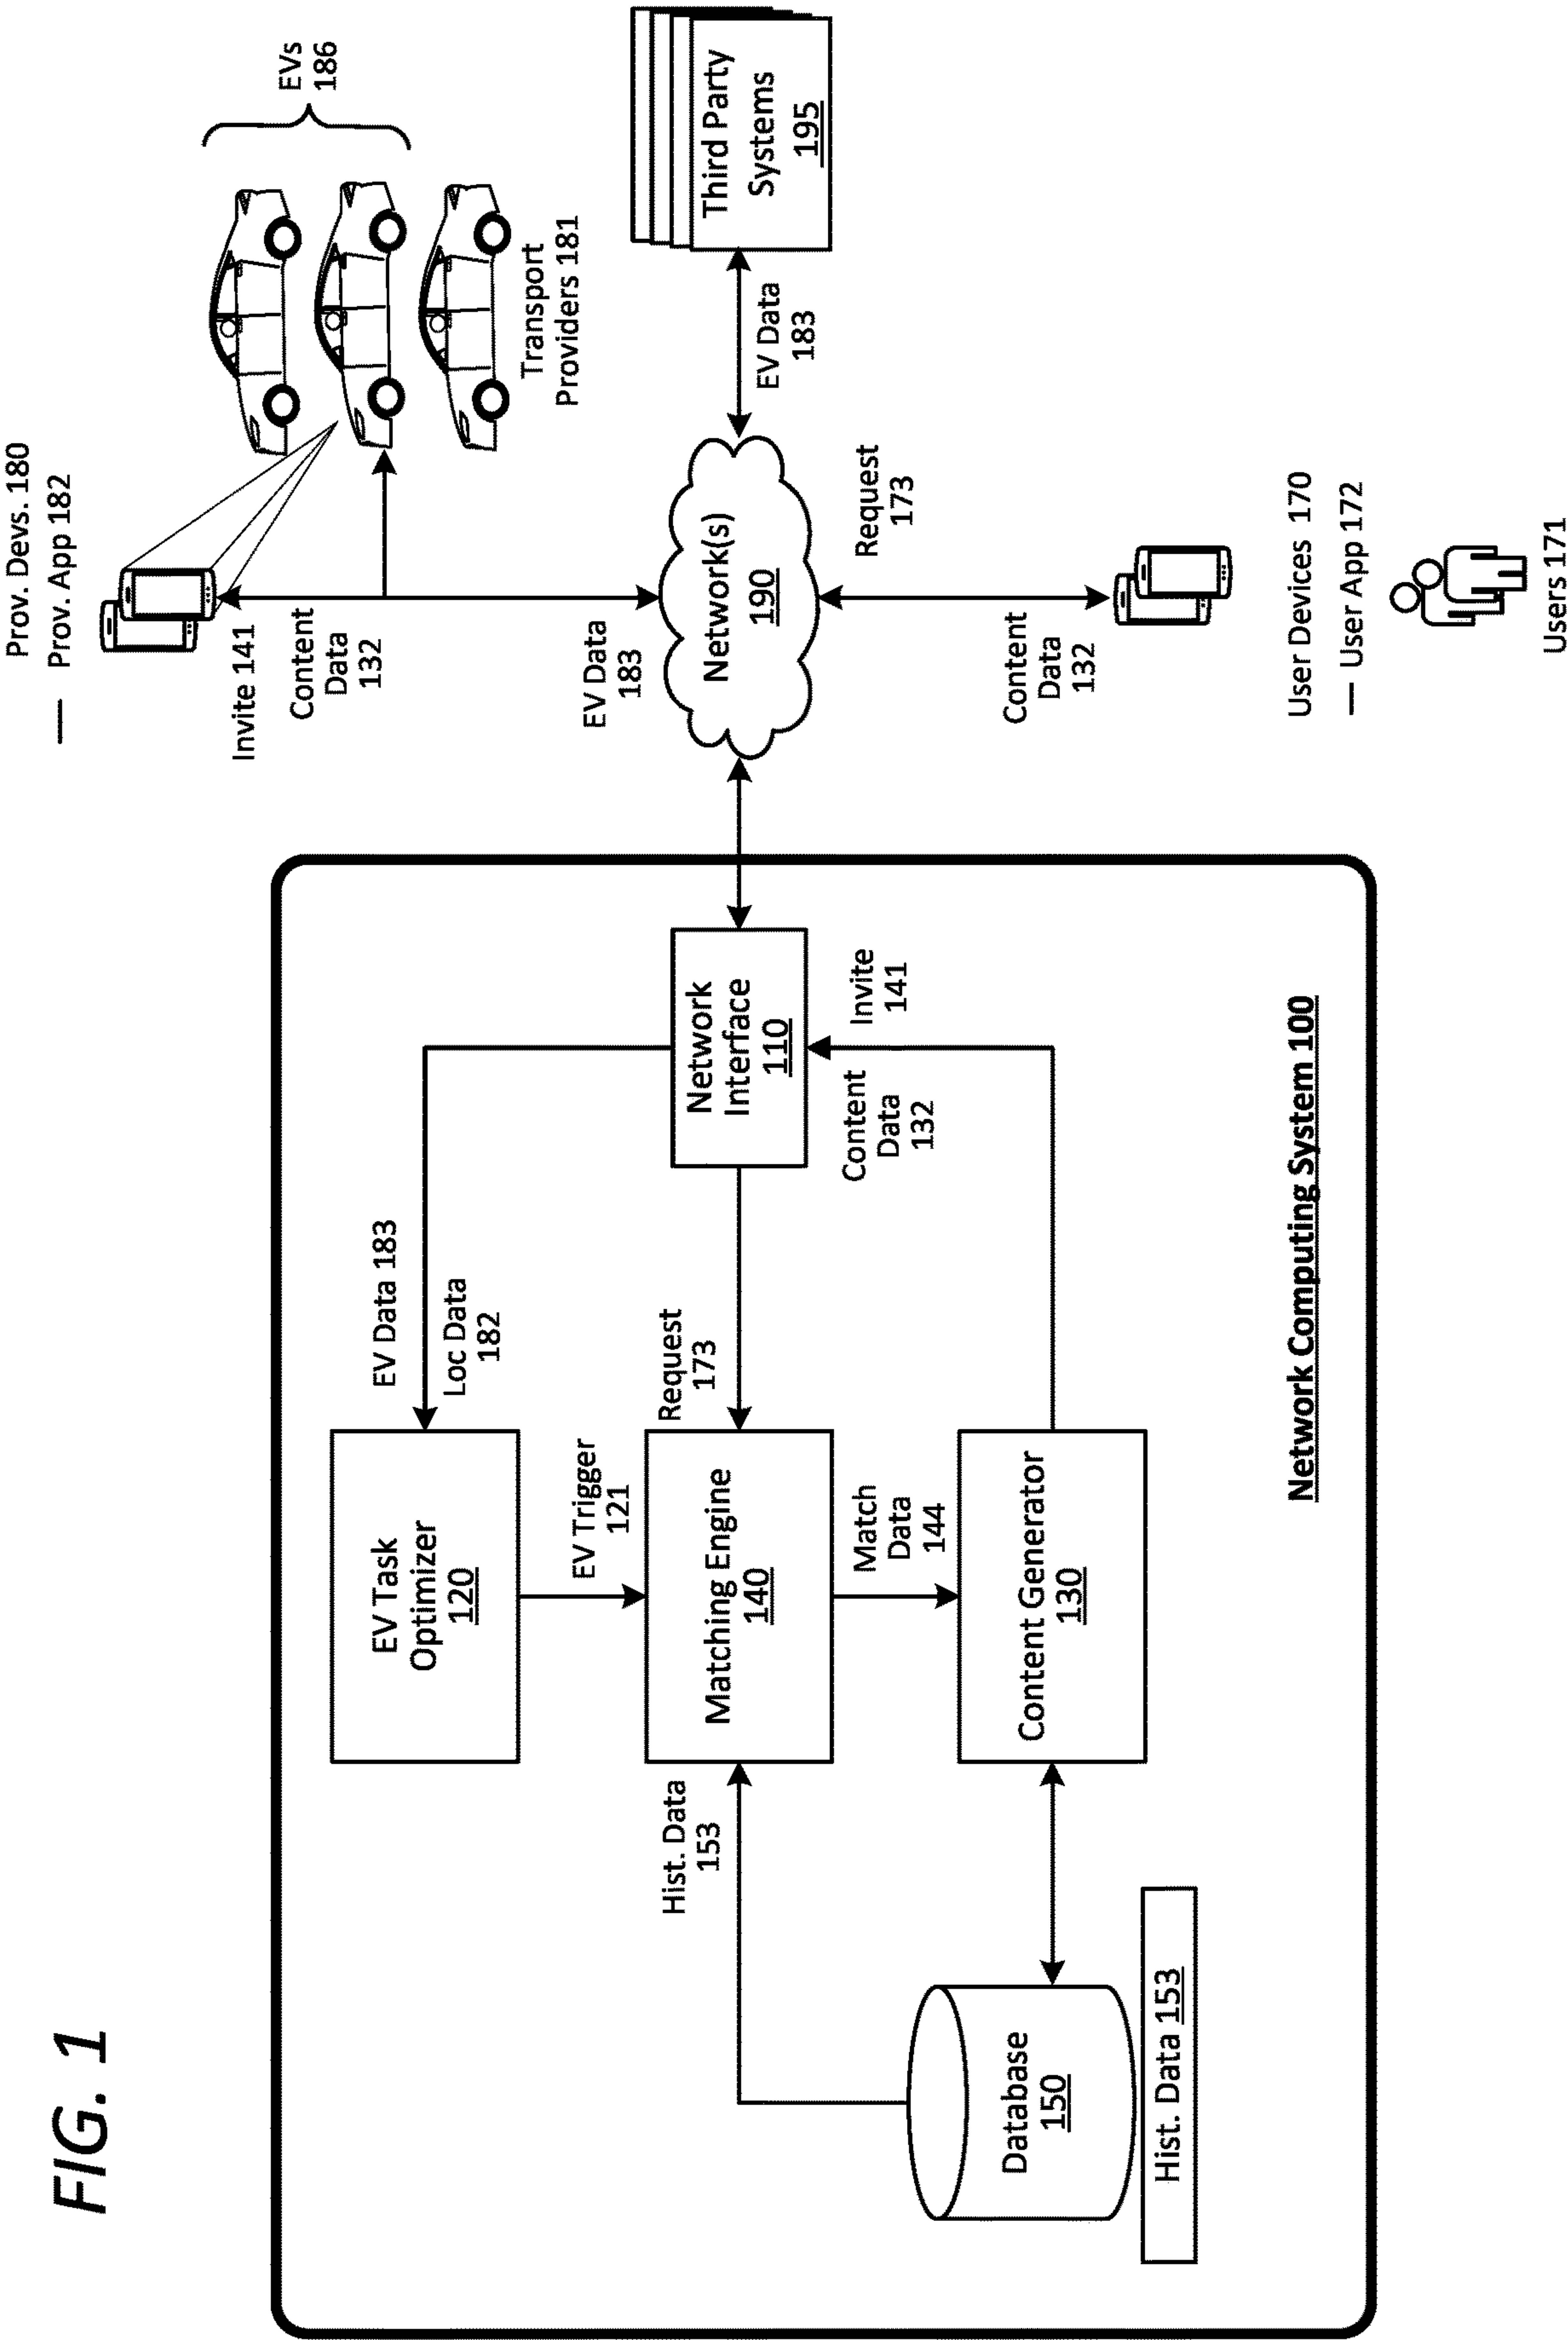 FIG. 1
Prov. Devs. 180
— Prov. App 182
EVs
186
Invite 141
Content
Data
132
Transport
Providers 181
EV Data
183
Network(s)
190
EV Data
183
Third Party
Systems
195
Request
173
Content
Data
132
User Devices 170
— User App 172
Users 171
EV Task
Optimizer
120
EV Data 183
Loc Data
182
EV Trigger
121
Hist. Data
153
Matching Engine
140
Request
173
Network
Interface
110
Match
Data
144
Content
Data
132
Invite
141
Database
150
Content Generator
130
Hist. Data 153
Network Computing System 100